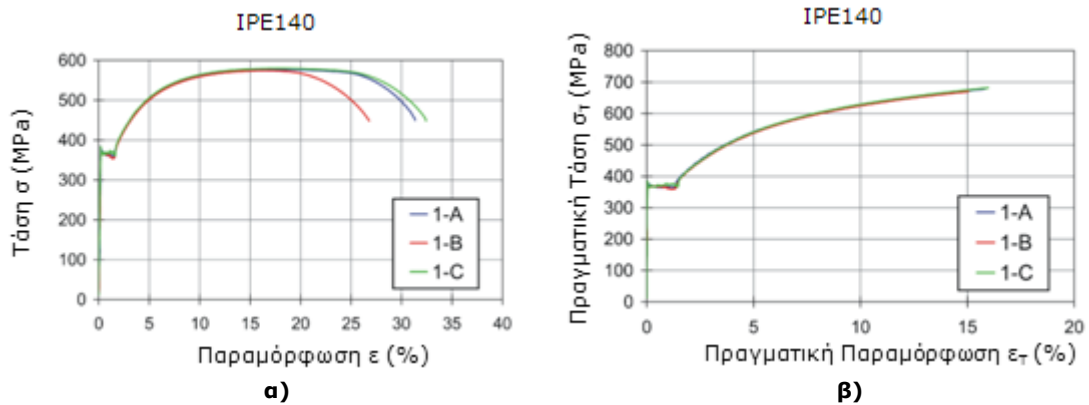 IPE140
Τάση σ (MPa)
600
500
400
300
200
100
0
0 5 10 15 20 25 30 35 40
1-A
1-B
1-C
Παραμόρφωση ε (%)
α)
IPE140
Πραγματική Τάση σT (MPa)
800
700
600
500
400
300
200
100
0
0 5 10 15 20
1-A
1-B
1-C
Πραγματική Παραμόρφωση εT (%)
β)